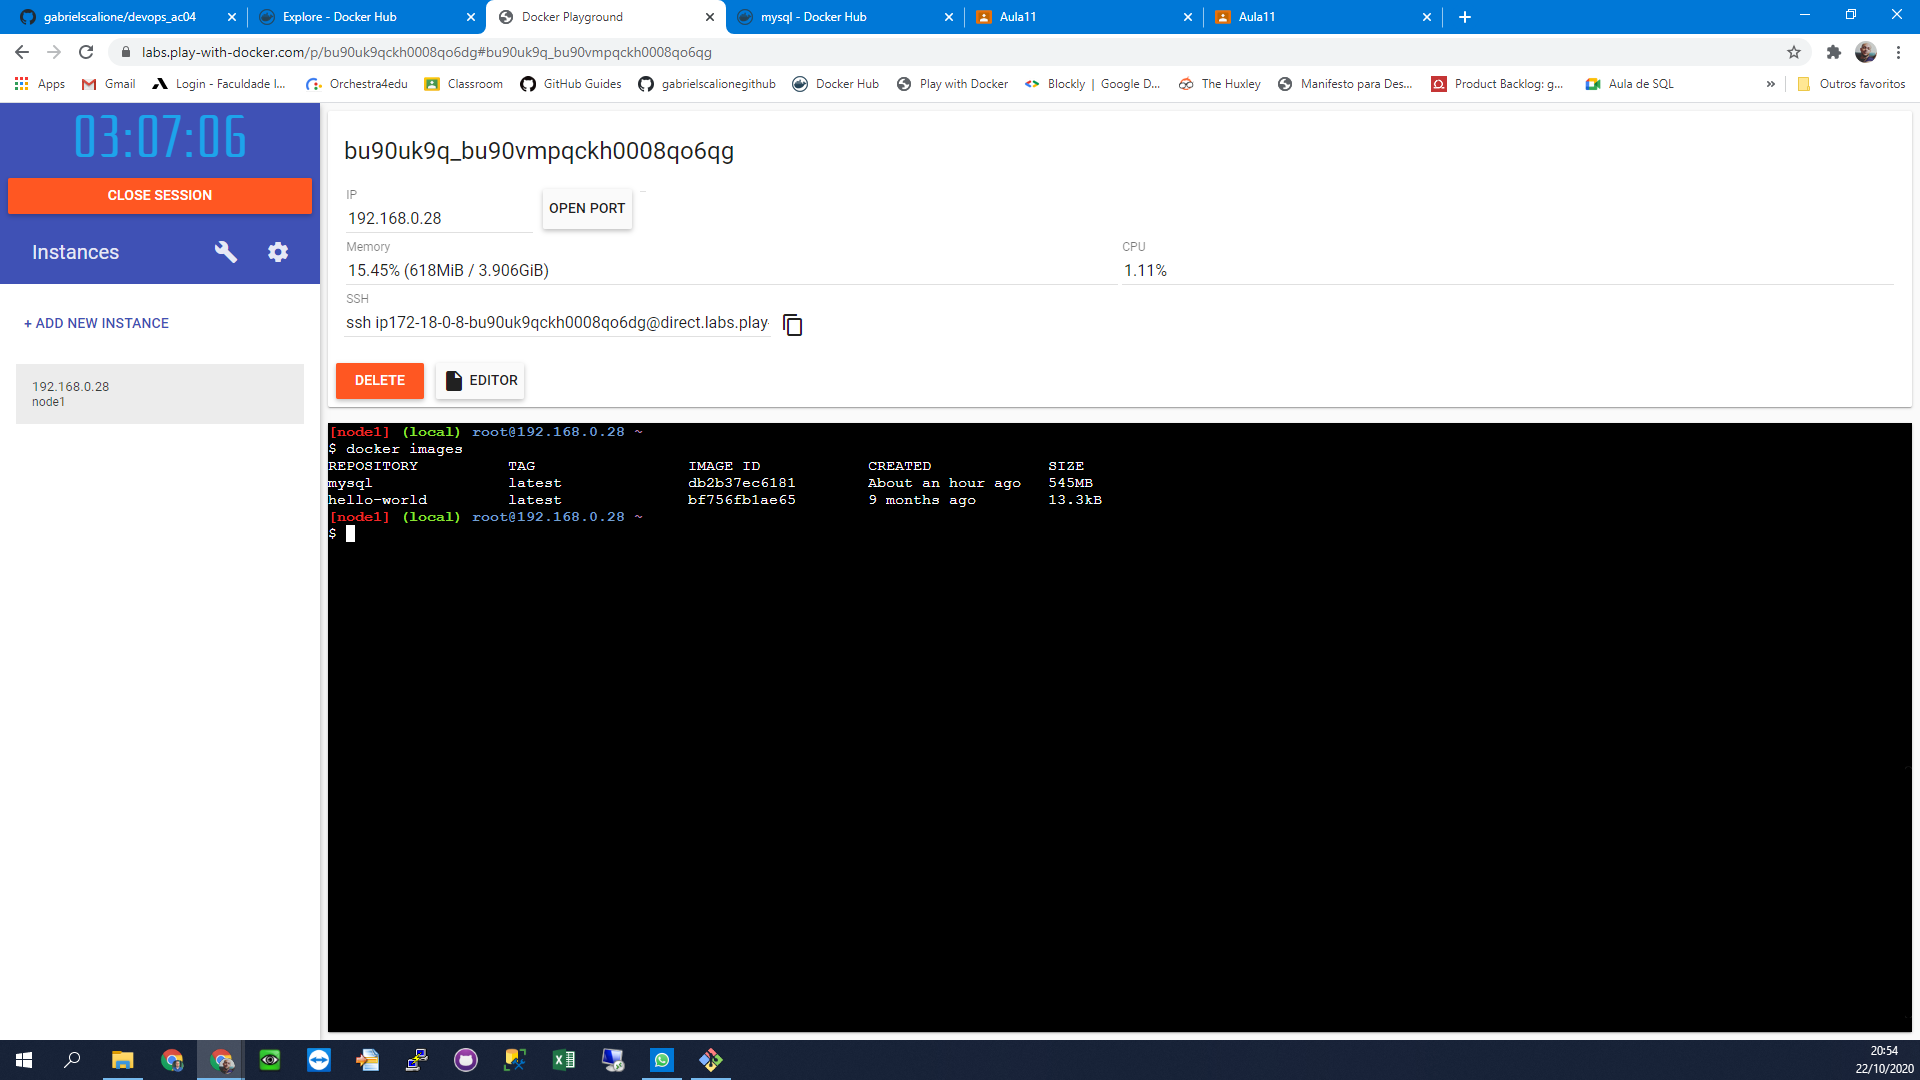 gabrielscalione/devops_ac04
Explore - Docker Hub
Docker Playground
mysql - Docker Hub
Aula11
Aula11
labs.play-with-docker.com/p/bu90uk9qckh0008qo6dg#bu90uk9q_bu90vmpqckh0008qo6qg
Apps
Gmail
Login - Faculdade I...
Orchestra4edu
Classroom
GitHub Guides
gabrielscalionegithub
Docker Hub
Play with Docker
Blockly | Google D...
The Huxley
Manifesto para Des...
Product Backlog: g...
Aula de SQL
»
Outros favoritos
03:07:06
CLOSE SESSION
Instances
+ ADD NEW INSTANCE
192.168.0.28
node1
bu90uk9q_bu90vmpqckh0008qo6qg
IP
192.168.0.28
OPEN PORT
Memory
15.45% (618MiB / 3.906GiB)
CPU
1.11%
SSH
ssh ip172-18-0-8-bu90uk9qckh0008qo6dg@direct.labs.play-
DELETE
EDITOR
[node1] (local) root@192.168.0.28 ~
$ docker images
REPOSITORY TAG IMAGE ID CREATED SIZE
mysql latest db2b37ec6181 About an hour ago 545MB
hello-world latest bf756fb1ae65 9 months ago 13.3kB
[node1] (local) root@192.168.0.28 ~
$
20:54
22/10/2020